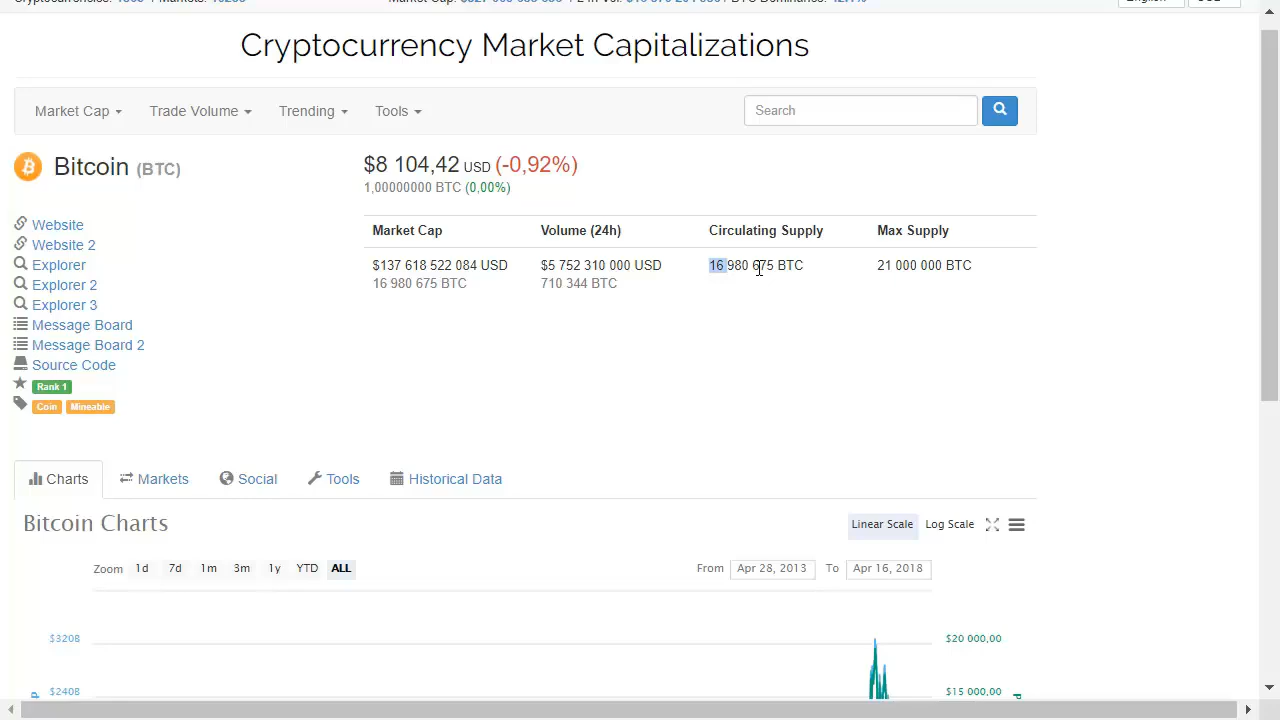 Cryptocurrency Market Capitalizations
Market Cap Trade Volume Trending Tools Search
Bitcoin (BTC)
$8 104,42 USD (-0,92%)
1,00000000 BTC (0,00%)
Market Cap Volume (24h) Circulating Supply Max Supply
$137 618 522 084 USD $5 752 310 000 USD 16 980 675 BTC 21 000 000 BTC
16 980 675 BTC 710 344 BTC
Website
Website 2
Explorer
Explorer 2
Explorer 3
Message Board
Message Board 2
Source Code
Rank 1
Coin Mineable
Charts Markets Social Tools Historical Data
Bitcoin Charts
Linear Scale Log Scale
Zoom 1d 7d 1m 3m 1y YTD ALL From Apr 28, 2013 To Apr 16, 2018
$320B $20 000,00
$240B $15 000,00